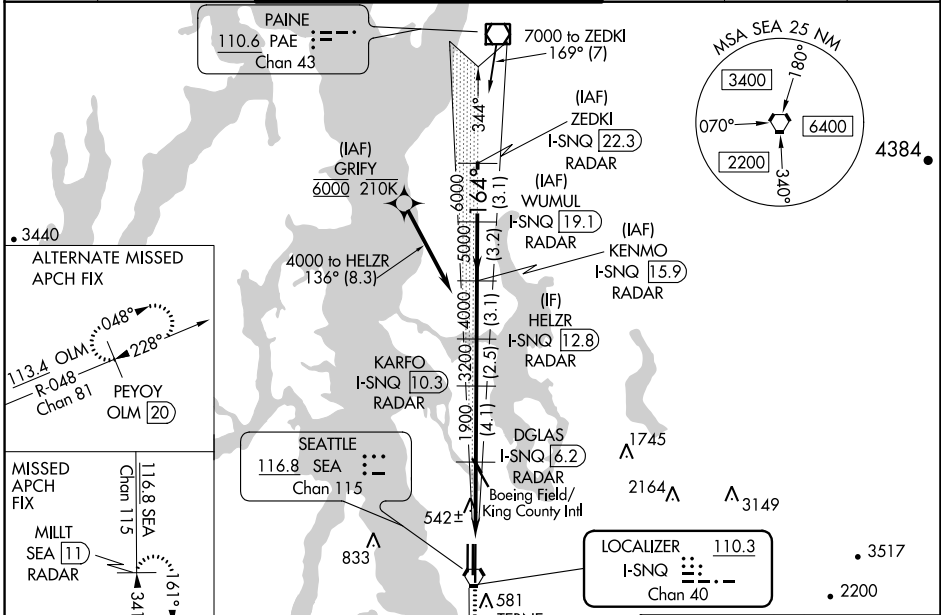 PAINE
110.6 PAE
Chan 43
7000 to ZEDKI
169° (7)
MSA SEA 25 NM
180°
3400
070°
6400
2200
340°
4384
344°
(IAF)
ZEDKI
I-SNQ 22.3
RADAR
(IAF)
GRIFY
6000 210K
6000
164°
(3.1)
(IAF)
WUMUL
I-SNQ 19.1
RADAR
5000
(3.2)
(IAF)
KENMO
I-SNQ 15.9
RADAR
4000 to HELZR
136° (8.3)
4000
(3.1)
(IF)
HELZR
I-SNQ 12.8
RADAR
3200
(2.5)
KARFO
I-SNQ 10.3
RADAR
1900
(4.1)
DGLAS
I-SNQ 6.2
RADAR
Boeing Field/
King County Intl
3440
ALTERNATE MISSED
APCH FIX
048°
228°
113.4 OLM
R-048
Chan 81
PEYOY
OLM 20
SEATTLE
116.8 SEA
Chan 115
1745
2164
3149
542±
833
MISSED
APCH
FIX
116.8 SEA
Chan 115
MILLT
SEA 11
RADAR
161°
341
LOCALIZER 110.3
I-SNQ
Chan 40
3517
2200
581